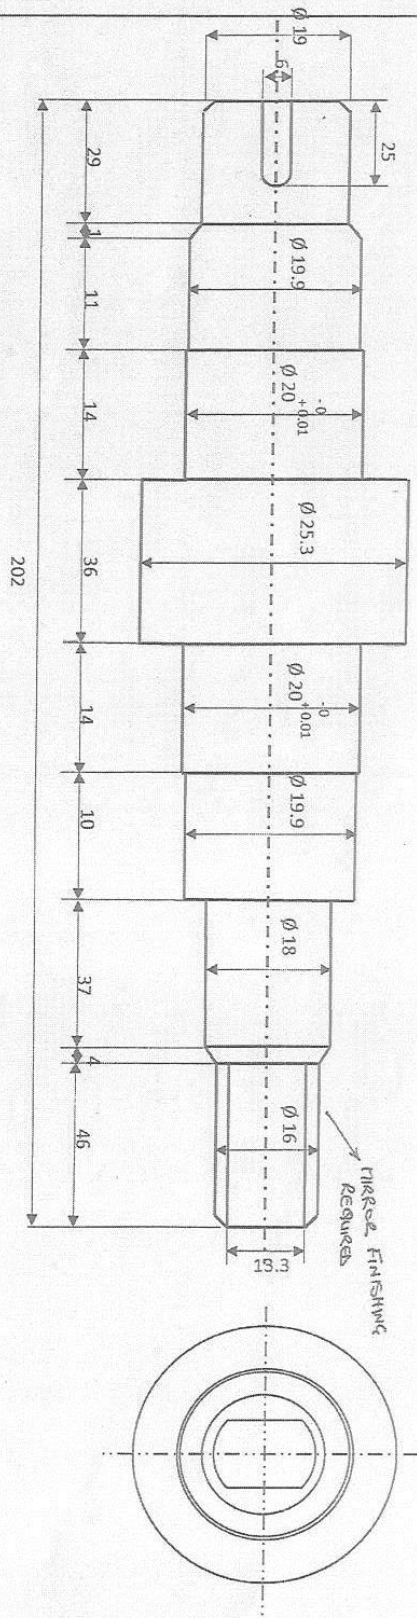 Ø 19
6
25
29
1
11
14
36
14
10
37
4
46
202
Ø 19.9
Ø 20 -0 +0.01
Ø 25.3
Ø 20 -0 +0.01
Ø 19.9
Ø 18
Ø 16
13.3
MIRROR FINISHING
REQUIRED